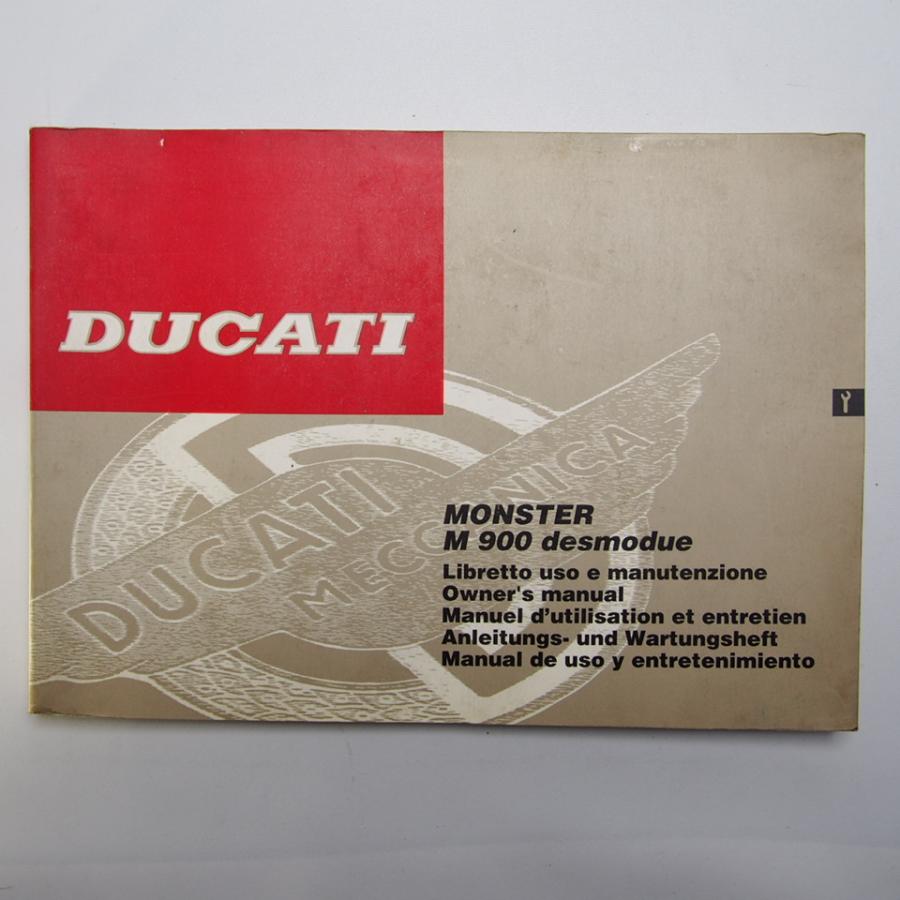 DUCATI
DUCATI
MECCANICA
MONSTER
M 900 desmodue
Libretto uso e manutenzione
Owner's manual
Manuel d'utilisation et entretien
Anleitungs- und Wartungsheft
Manual de uso y entretenimiento